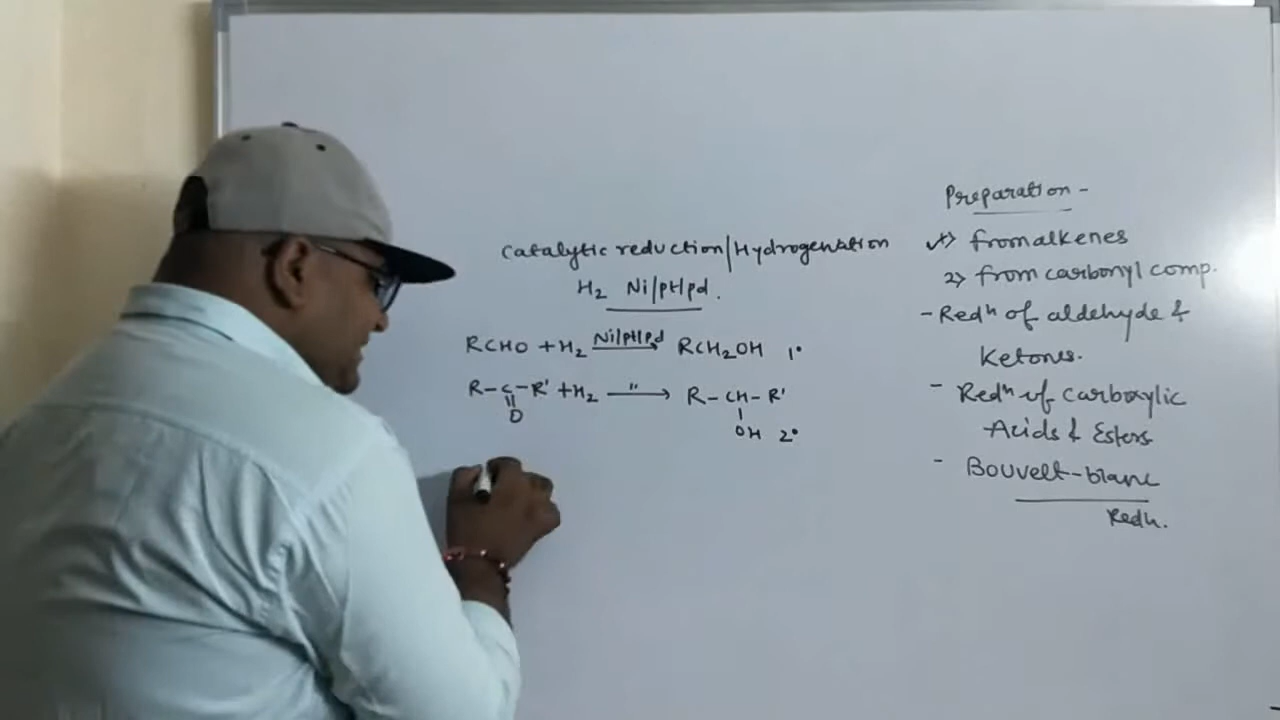 Catalytic reduction/Hydrogenation
H₂ Ni/Pt/Pd.
RCHO + H₂ Ni/Pt/Pd → RCH₂OH 1°
R-C-R' + H₂ —"→ R-CH-R'
|| |
O OH 2°
Preparation -
1> from alkenes
2> from carbonyl comp.
- Redⁿ of aldehyde &
Ketones.
- Redⁿ of carboxylic
Acids & Esters
- Bouvelt-blanc
Redn.